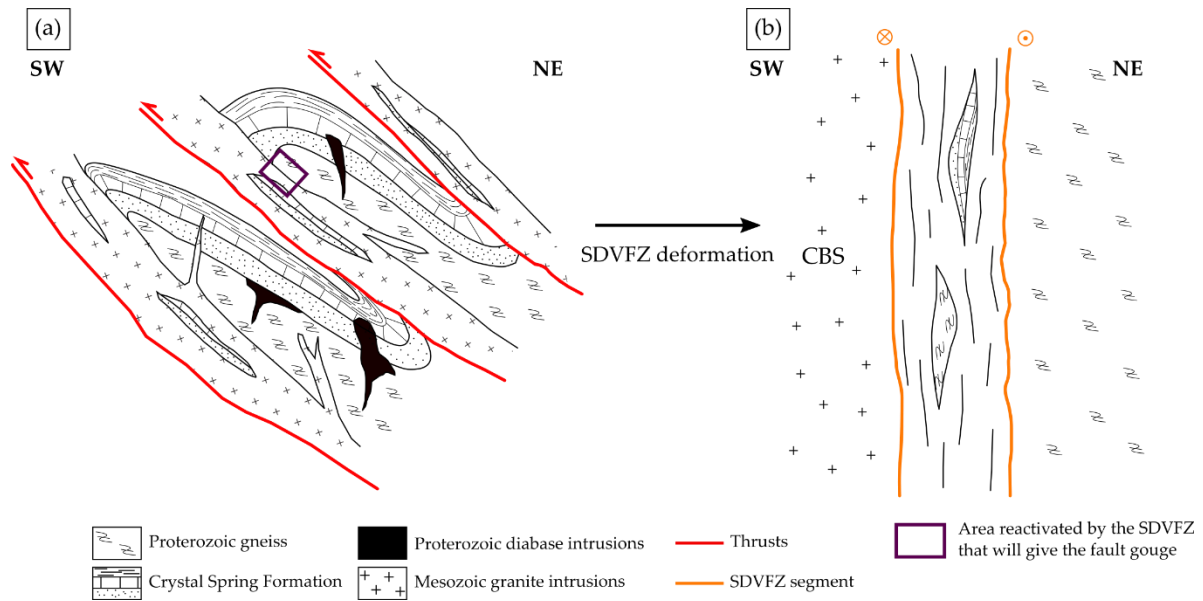 (a)
SW
NE
(b)
SW
NE
SDVFZ deformation
CBS
Proterozoic gneiss
Proterozoic diabase intrusions
Thrusts
Area reactivated by the SDVFZ
that will give the fault gouge
Crystal Spring Formation
Mesozoic granite intrusions
SDVFZ segment